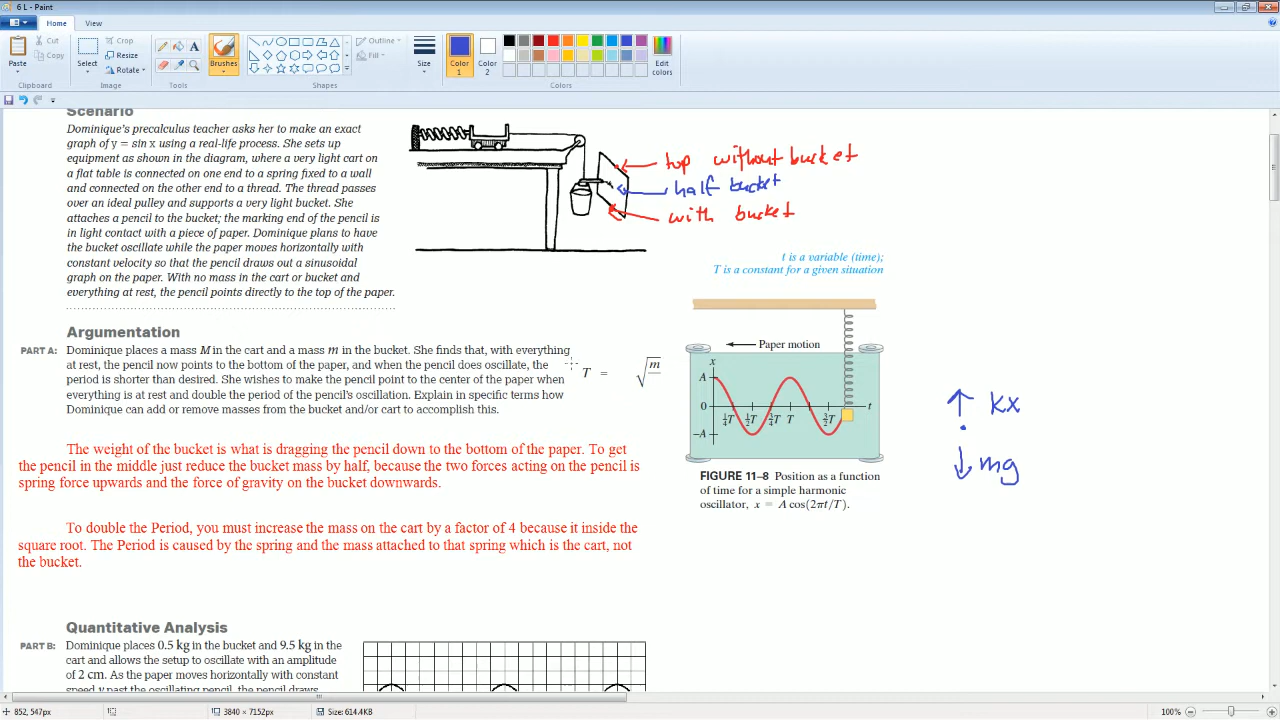 6 L - Paint
Home
View
Paste
Cut
Copy
Clipboard
Select
Crop
Resize
Rotate
Image
A
Tools
Brushes
Outline
Fill
Shapes
Size
Color 1
Color 2
Edit colors
Colors
Scenario
Dominique's precalculus teacher asks her to make an exact
graph of y = sin x using a real-life process. She sets up
equipment as shown in the diagram, where a very light cart on
a flat table is connected on one end to a spring fixed to a wall
and connected on the other end to a thread. The thread passes
over an ideal pulley and supports a very light bucket. She
attaches a pencil to the bucket; the marking end of the pencil is
in light contact with a piece of paper. Dominique plans to have
the bucket oscillate while the paper moves horizontally with
constant velocity so that the pencil draws out a sinusoidal
graph on the paper. With no mass in the cart or bucket and
everything at rest, the pencil points directly to the top of the paper.
top without bucket
half bucket
with bucket
t is a variable (time);
T is a constant for a given situation
Argumentation
PART A: Dominique places a mass M in the cart and a mass m in the bucket. She finds that, with everything
at rest, the pencil now points to the bottom of the paper, and when the pencil does oscillate, the
period is shorter than desired. She wishes to make the pencil point to the center of the paper when
everything is at rest and double the period of the pencil's oscillation. Explain in specific terms how
Dominique can add or remove masses from the bucket and/or cart to accomplish this.
T = √m
Paper motion
x
A
0
-A
1/4T 1/2T 3/4T T 3/2T
t
kx
mg
FIGURE 11–8 Position as a function
of time for a simple harmonic
oscillator, x = A cos(2πt/T).
The weight of the bucket is what is dragging the pencil down to the bottom of the paper. To get
the pencil in the middle just reduce the bucket mass by half, because the two forces acting on the pencil is
spring force upwards and the force of gravity on the bucket downwards.
To double the Period, you must increase the mass on the cart by a factor of 4 because it inside the
square root. The Period is caused by the spring and the mass attached to that spring which is the cart, not
the bucket.
Quantitative Analysis
PART B: Dominique places 0.5 kg in the bucket and 9.5 kg in the
cart and allows the setup to oscillate with an amplitude
of 2 cm. As the paper moves horizontally with constant
speed v past the oscillating pencil, the pencil draws
852, 547px
3840 × 7152px
Size: 614.4KB
100%